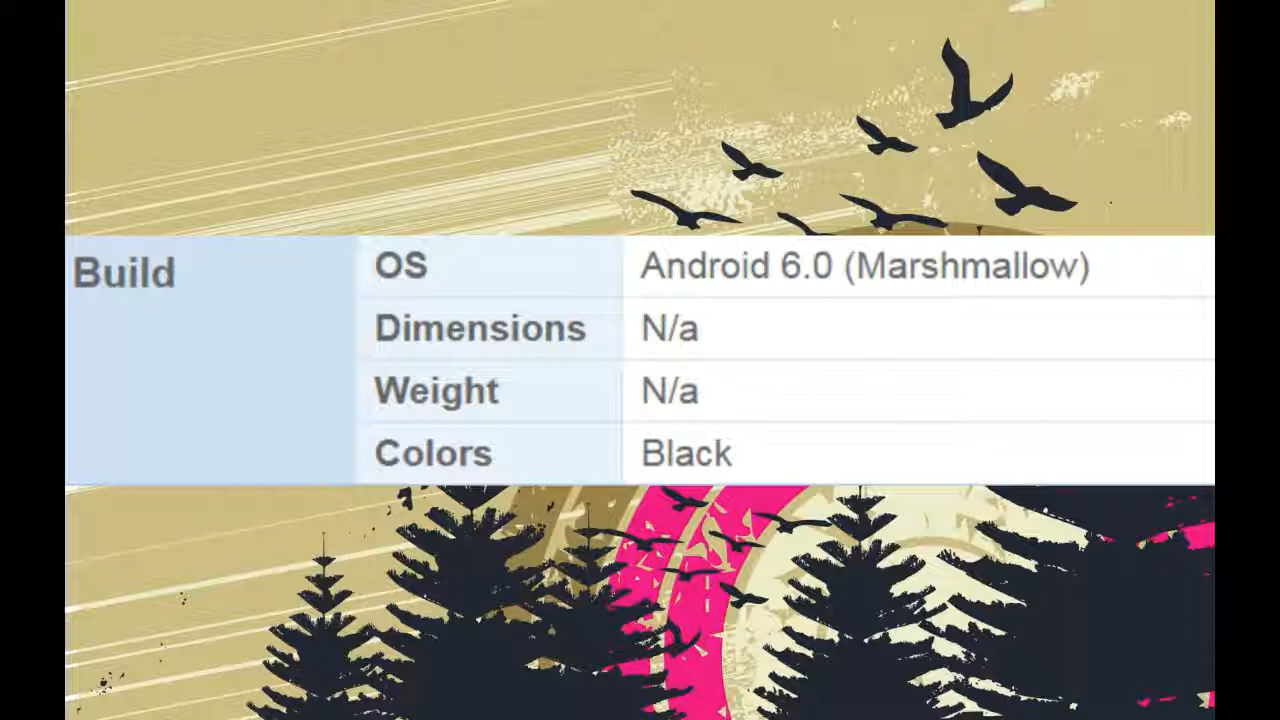 Build OS Android 6.0 (Marshmallow)
Dimensions N/a
Weight N/a
Colors Black